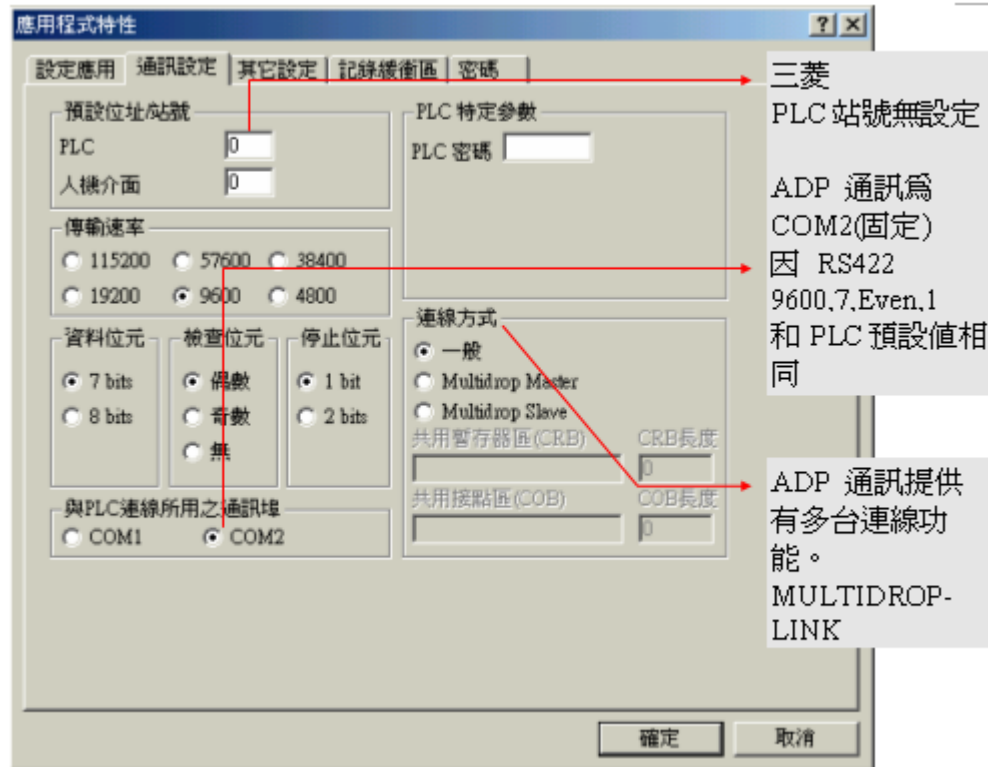 應用程式特性
設定應用 通訊設定 其它設定 記錄緩衝區 密碼
預設位址/站號
PLC 0
人機介面 0
傳輸速率
115200 57600 38400
19200 9600 4800
資料位元
7 bits
8 bits
檢查位元
偶數
奇數
無
停止位元
1 bit
2 bits
與PLC連線所用之通訊埠
COM1 COM2
PLC 特定參數
PLC 密碼
連線方式
一般
Multidrop Master
Multidrop Slave
共用暫存器區(CRB) CRB長度
0
共用接點區(COB) COB長度
0
確定 取消
三菱
PLC 站號無設定
ADP 通訊爲
COM2(固定)
因 RS422
9600,7,Even,1
和 PLC 預設值相
同
ADP 通訊提供
有多台連線功
能。
MULTIDROP-
LINK